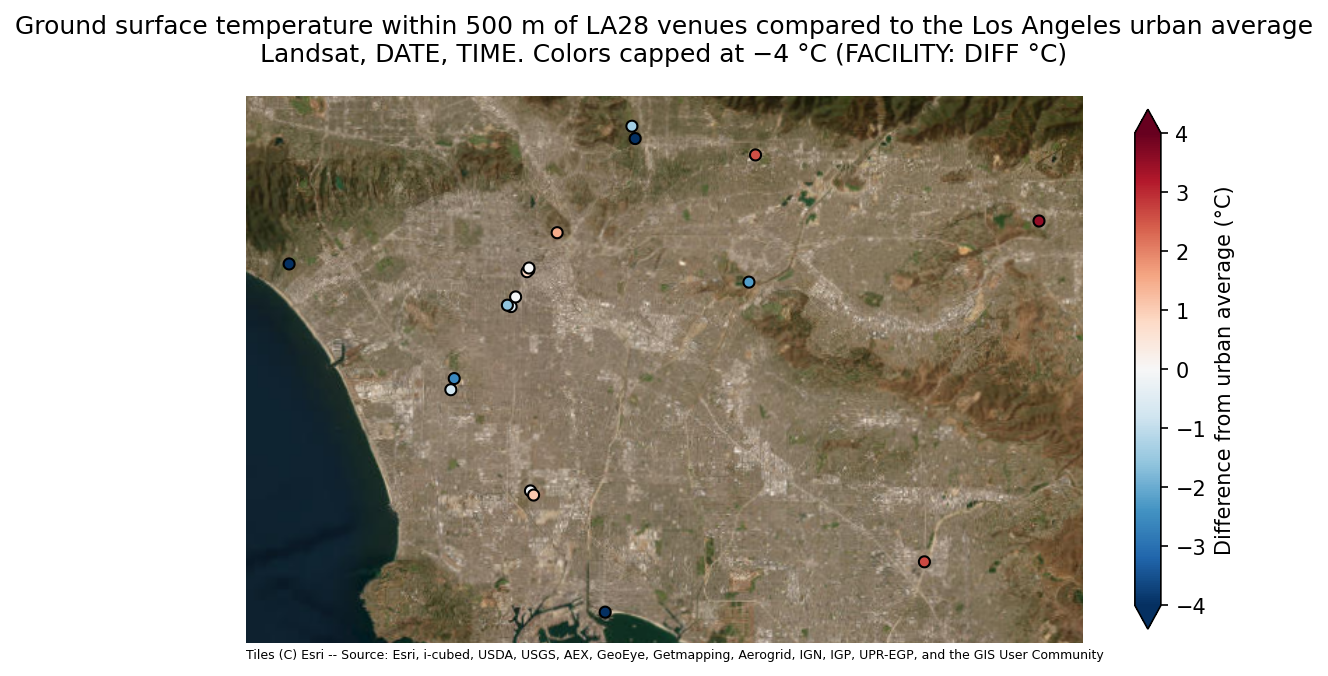 Ground surface temperature within 500 m of LA28 venues compared to the Los Angeles urban average
Landsat, DATE, TIME. Colors capped at −4 °C (FACILITY: DIFF °C)
4
3
2
1
0
−1
−2
−3
−4
Difference from urban average (°C)
Tiles (C) Esri -- Source: Esri, i-cubed, USDA, USGS, AEX, GeoEye, Getmapping, Aerogrid, IGN, IGP, UPR-EGP, and the GIS User Community